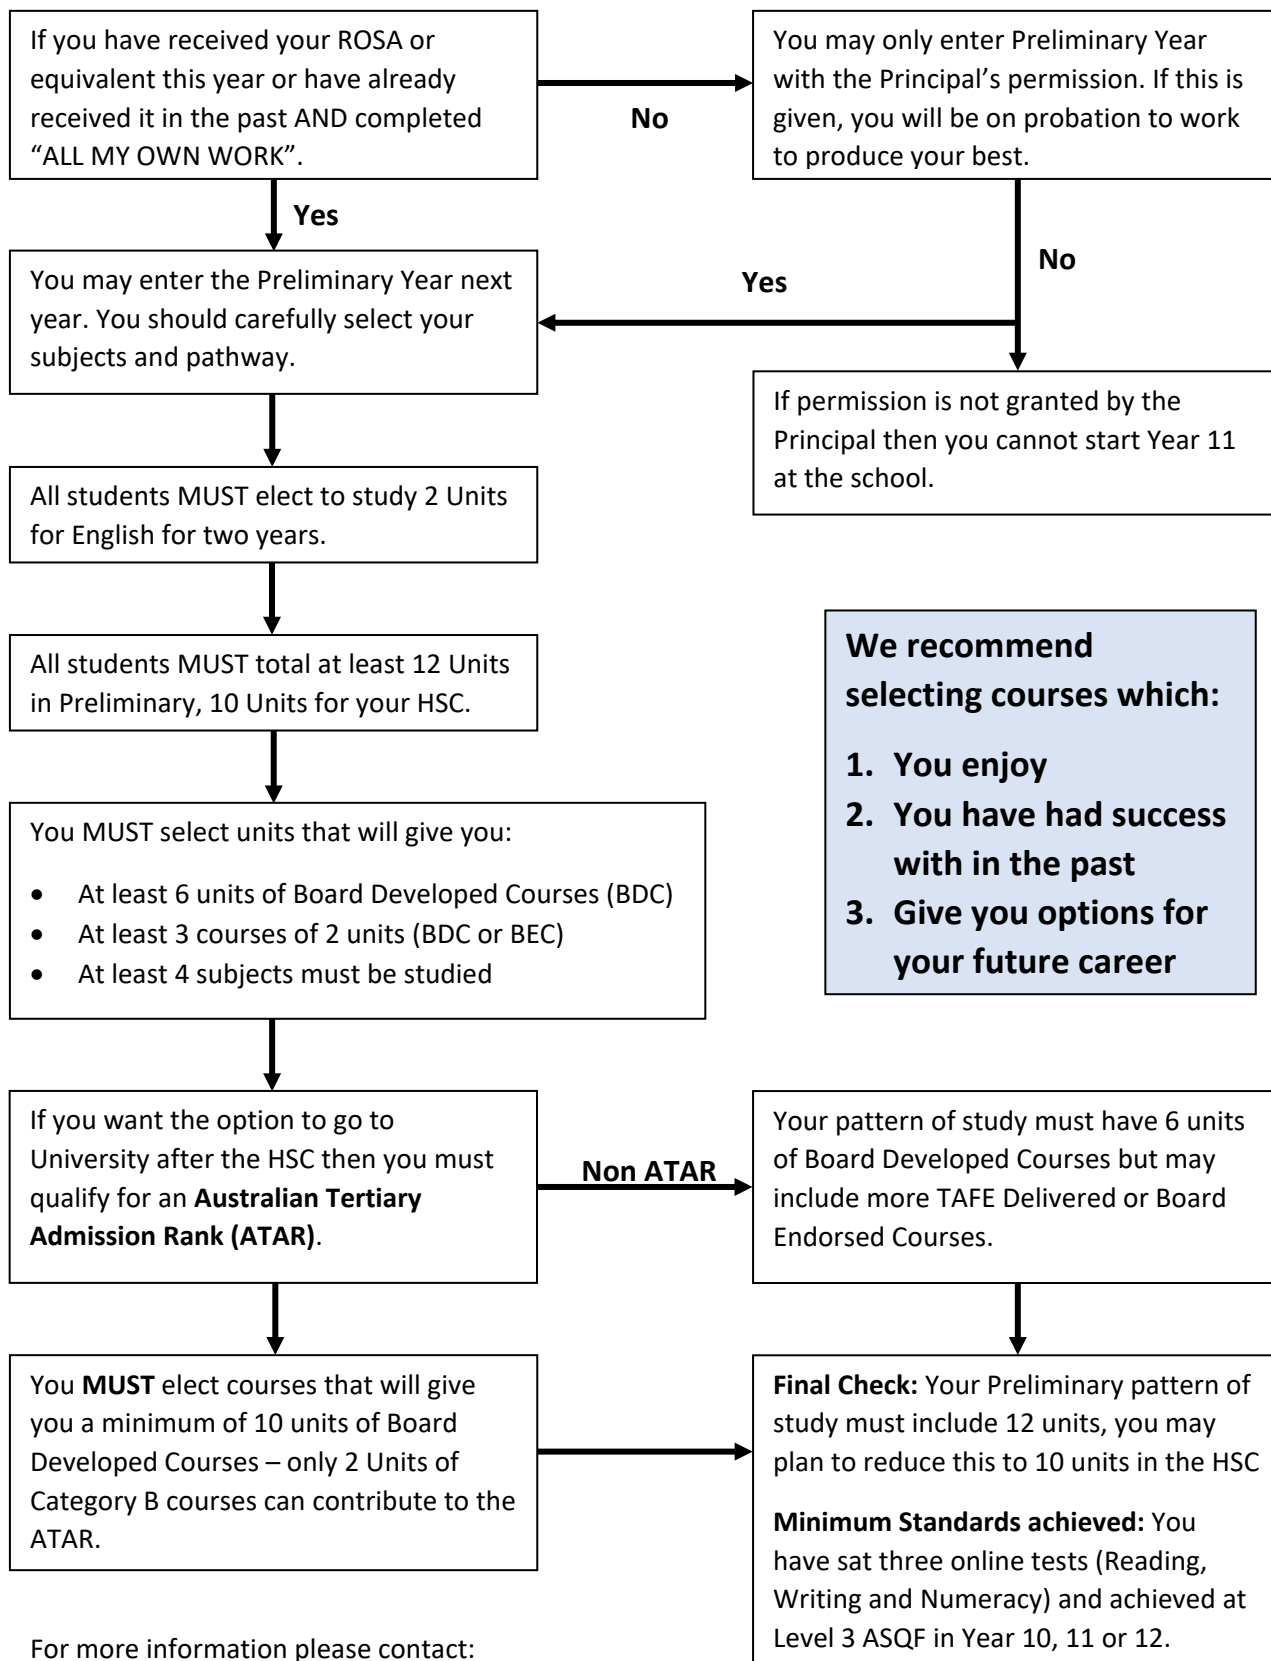 If you have received your ROSA or
equivalent this year or have already
received it in the past AND completed
“ALL MY OWN WORK”.
No
You may only enter Preliminary Year
with the Principal’s permission. If this is
given, you will be on probation to work
to produce your best.
Yes
No
Yes
You may enter the Preliminary Year next
year. You should carefully select your
subjects and pathway.
If permission is not granted by the
Principal then you cannot start Year 11
at the school.
All students MUST elect to study 2 Units
for English for two years.
All students MUST total at least 12 Units
in Preliminary, 10 Units for your HSC.
We recommend
selecting courses which:
1. You enjoy
2. You have had success
with in the past
3. Give you options for
your future career
You MUST select units that will give you:
• At least 6 units of Board Developed Courses (BDC)
• At least 3 courses of 2 units (BDC or BEC)
• At least 4 subjects must be studied
If you want the option to go to
University after the HSC then you must
qualify for an Australian Tertiary
Admission Rank (ATAR).
Non ATAR
Your pattern of study must have 6 units
of Board Developed Courses but may
include more TAFE Delivered or Board
Endorsed Courses.
You MUST elect courses that will give
you a minimum of 10 units of Board
Developed Courses – only 2 Units of
Category B courses can contribute to the
ATAR.
Final Check: Your Preliminary pattern of
study must include 12 units, you may
plan to reduce this to 10 units in the HSC
Minimum Standards achieved: You
have sat three online tests (Reading,
Writing and Numeracy) and achieved at
Level 3 ASQF in Year 10, 11 or 12.
For more information please contact: